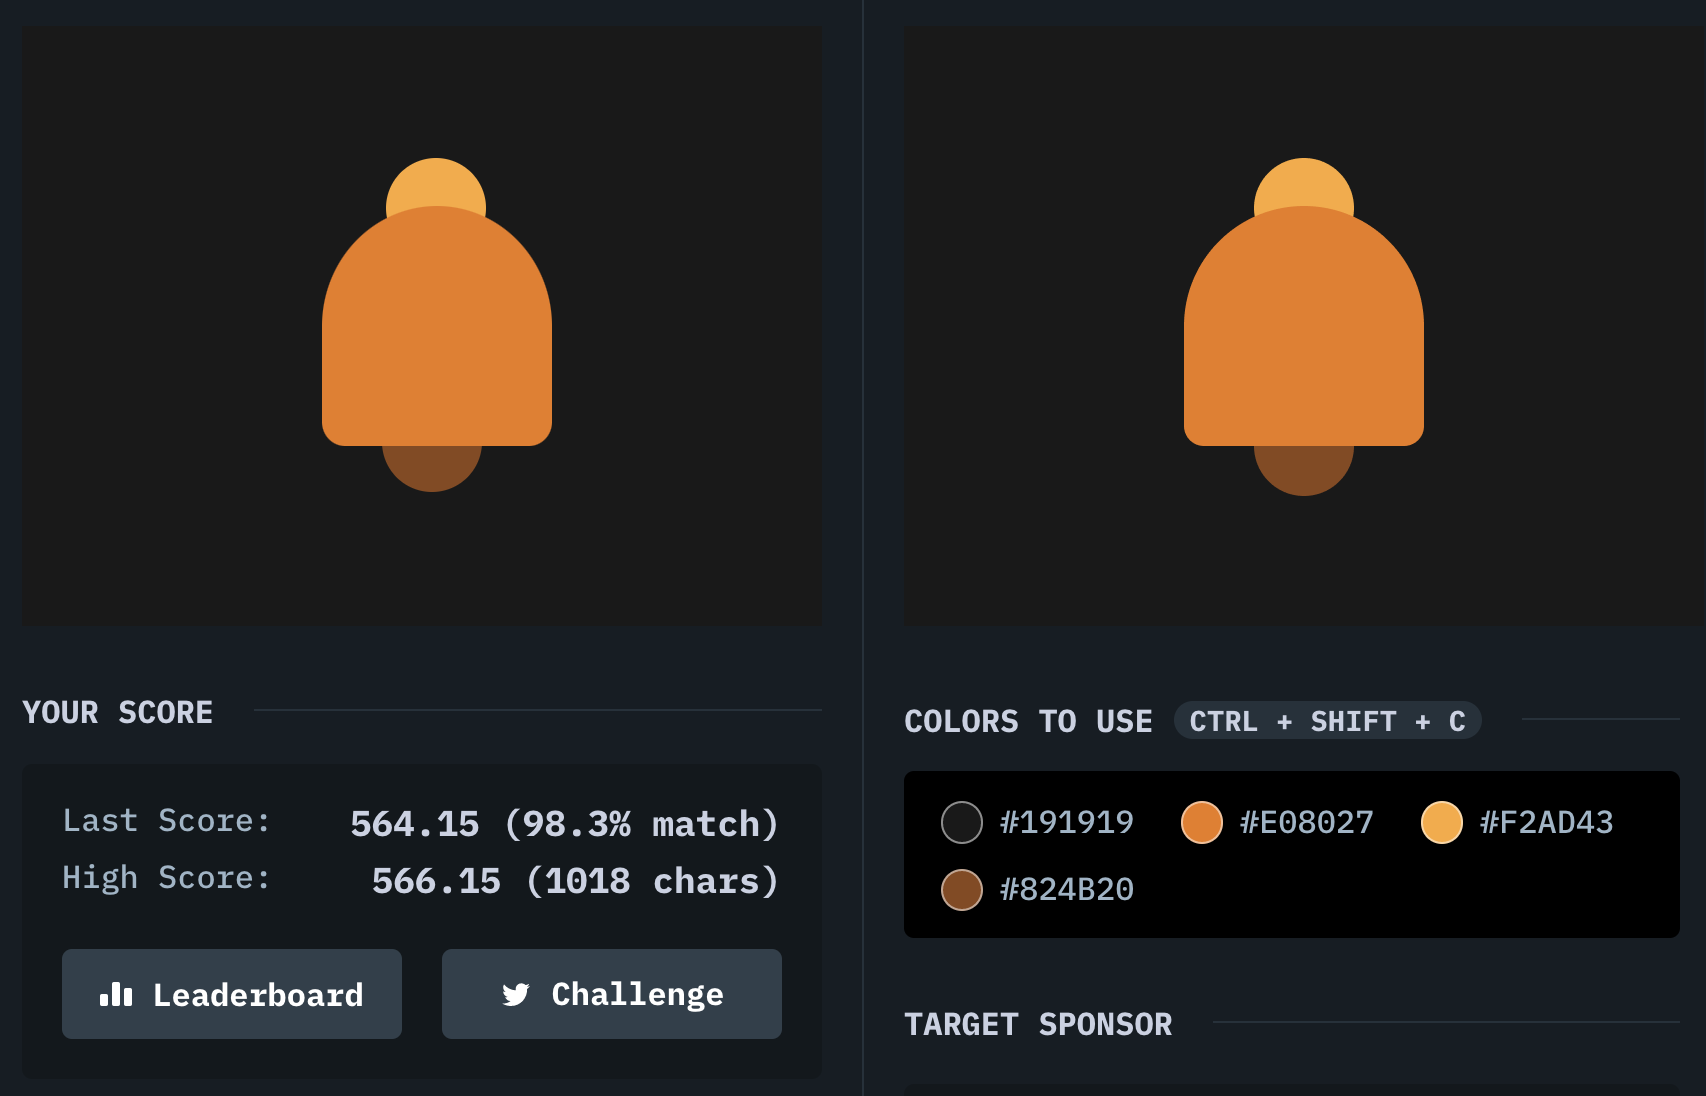 YOUR SCORE
Last Score: 564.15 (98.3% match)
High Score: 566.15 (1018 chars)
Leaderboard
Challenge
COLORS TO USE CTRL + SHIFT + C
#191919 #E08027 #F2AD43
#824B20
TARGET SPONSOR